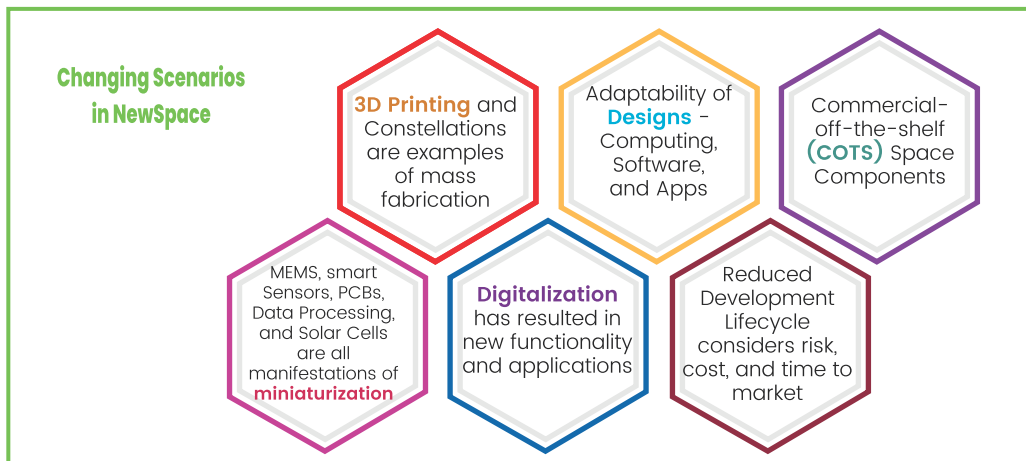 Changing Scenarios
in NewSpace
3D Printing and
Constellations
are examples
of mass
fabrication
Adaptability of
Designs -
Computing,
Software,
and Apps
Commercial-
off-the-shelf
(COTS) Space
Components
MEMS, smart
Sensors, PCBs,
Data Processing,
and Solar Cells
are all
manifestations of
miniaturization
Digitalization
has resulted in
new functionality
and applications
Reduced
Development
Lifecycle
considers risk,
cost, and time to
market